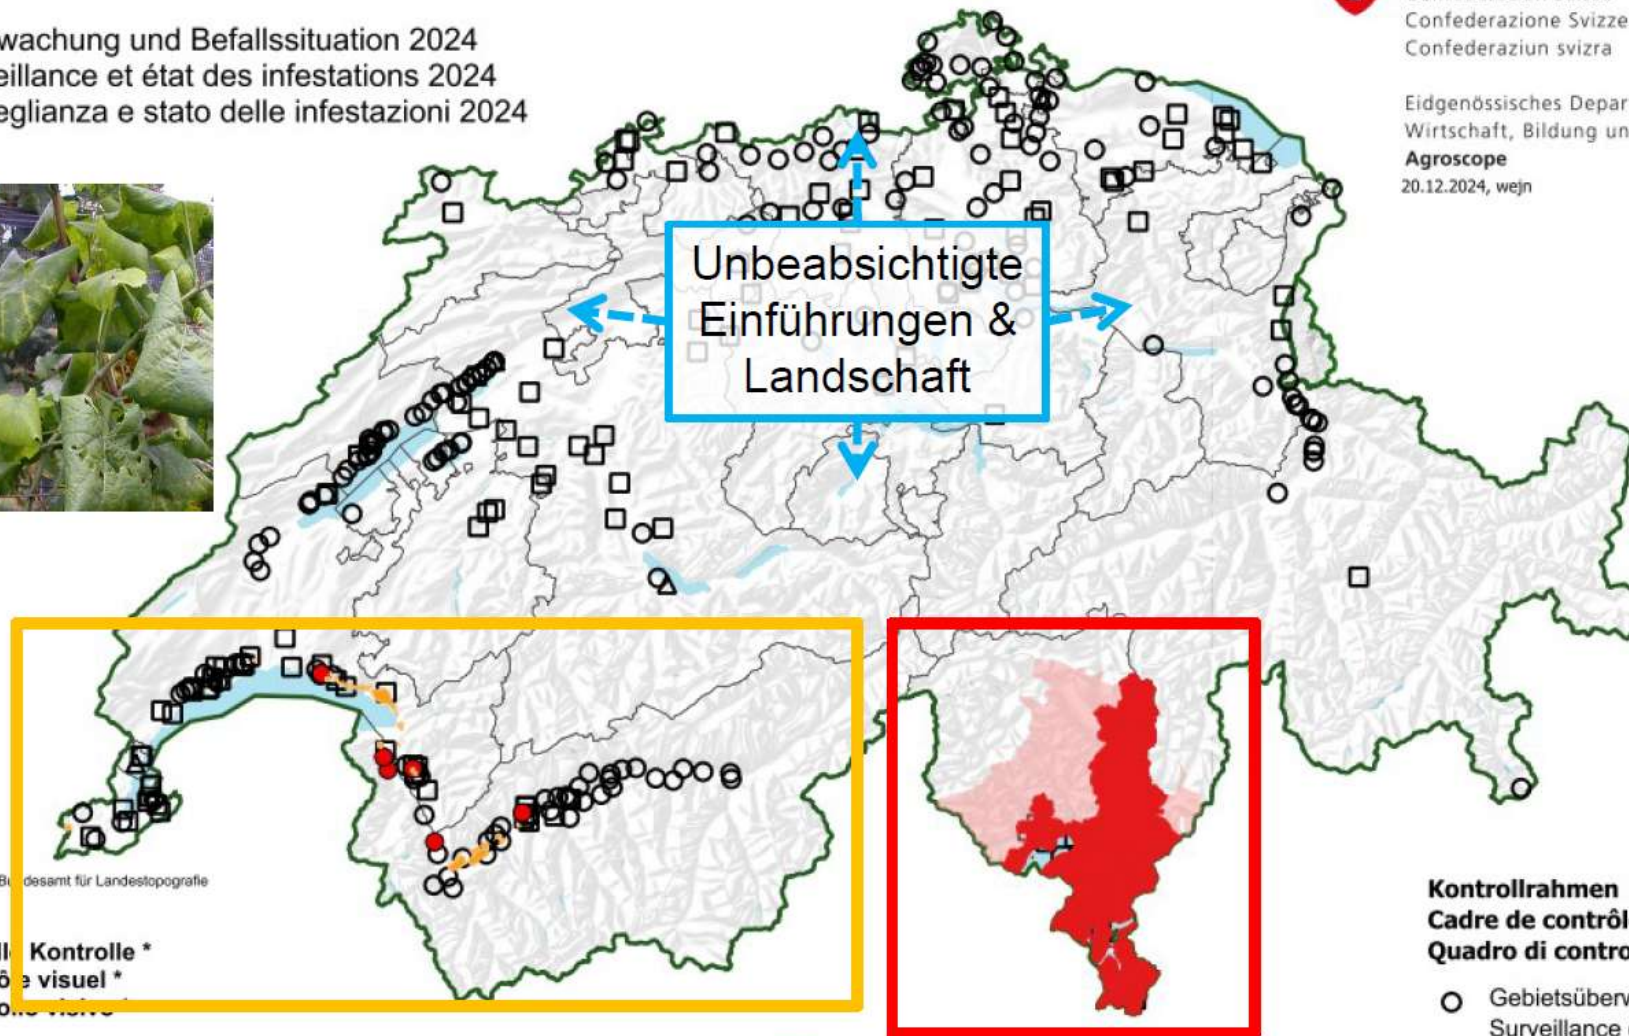 wachung und Befallssituation 2024
eillance et état des infestations 2024
eglianza e stato delle infestazioni 2024
Confederazione Svizze
Confederaziun svizra
Eidgenössisches Depar
Wirtschaft, Bildung un
Agroscope
20.12.2024, wejn
Unbeabsichtigte
Einführungen &
Landschaft
Bundesamt für Landestopografie
Kontrolle *
visuel *
Kontrollrahmen
Cadre de contrôl
Quadro di contro
Gebietsüberw
Surveillance